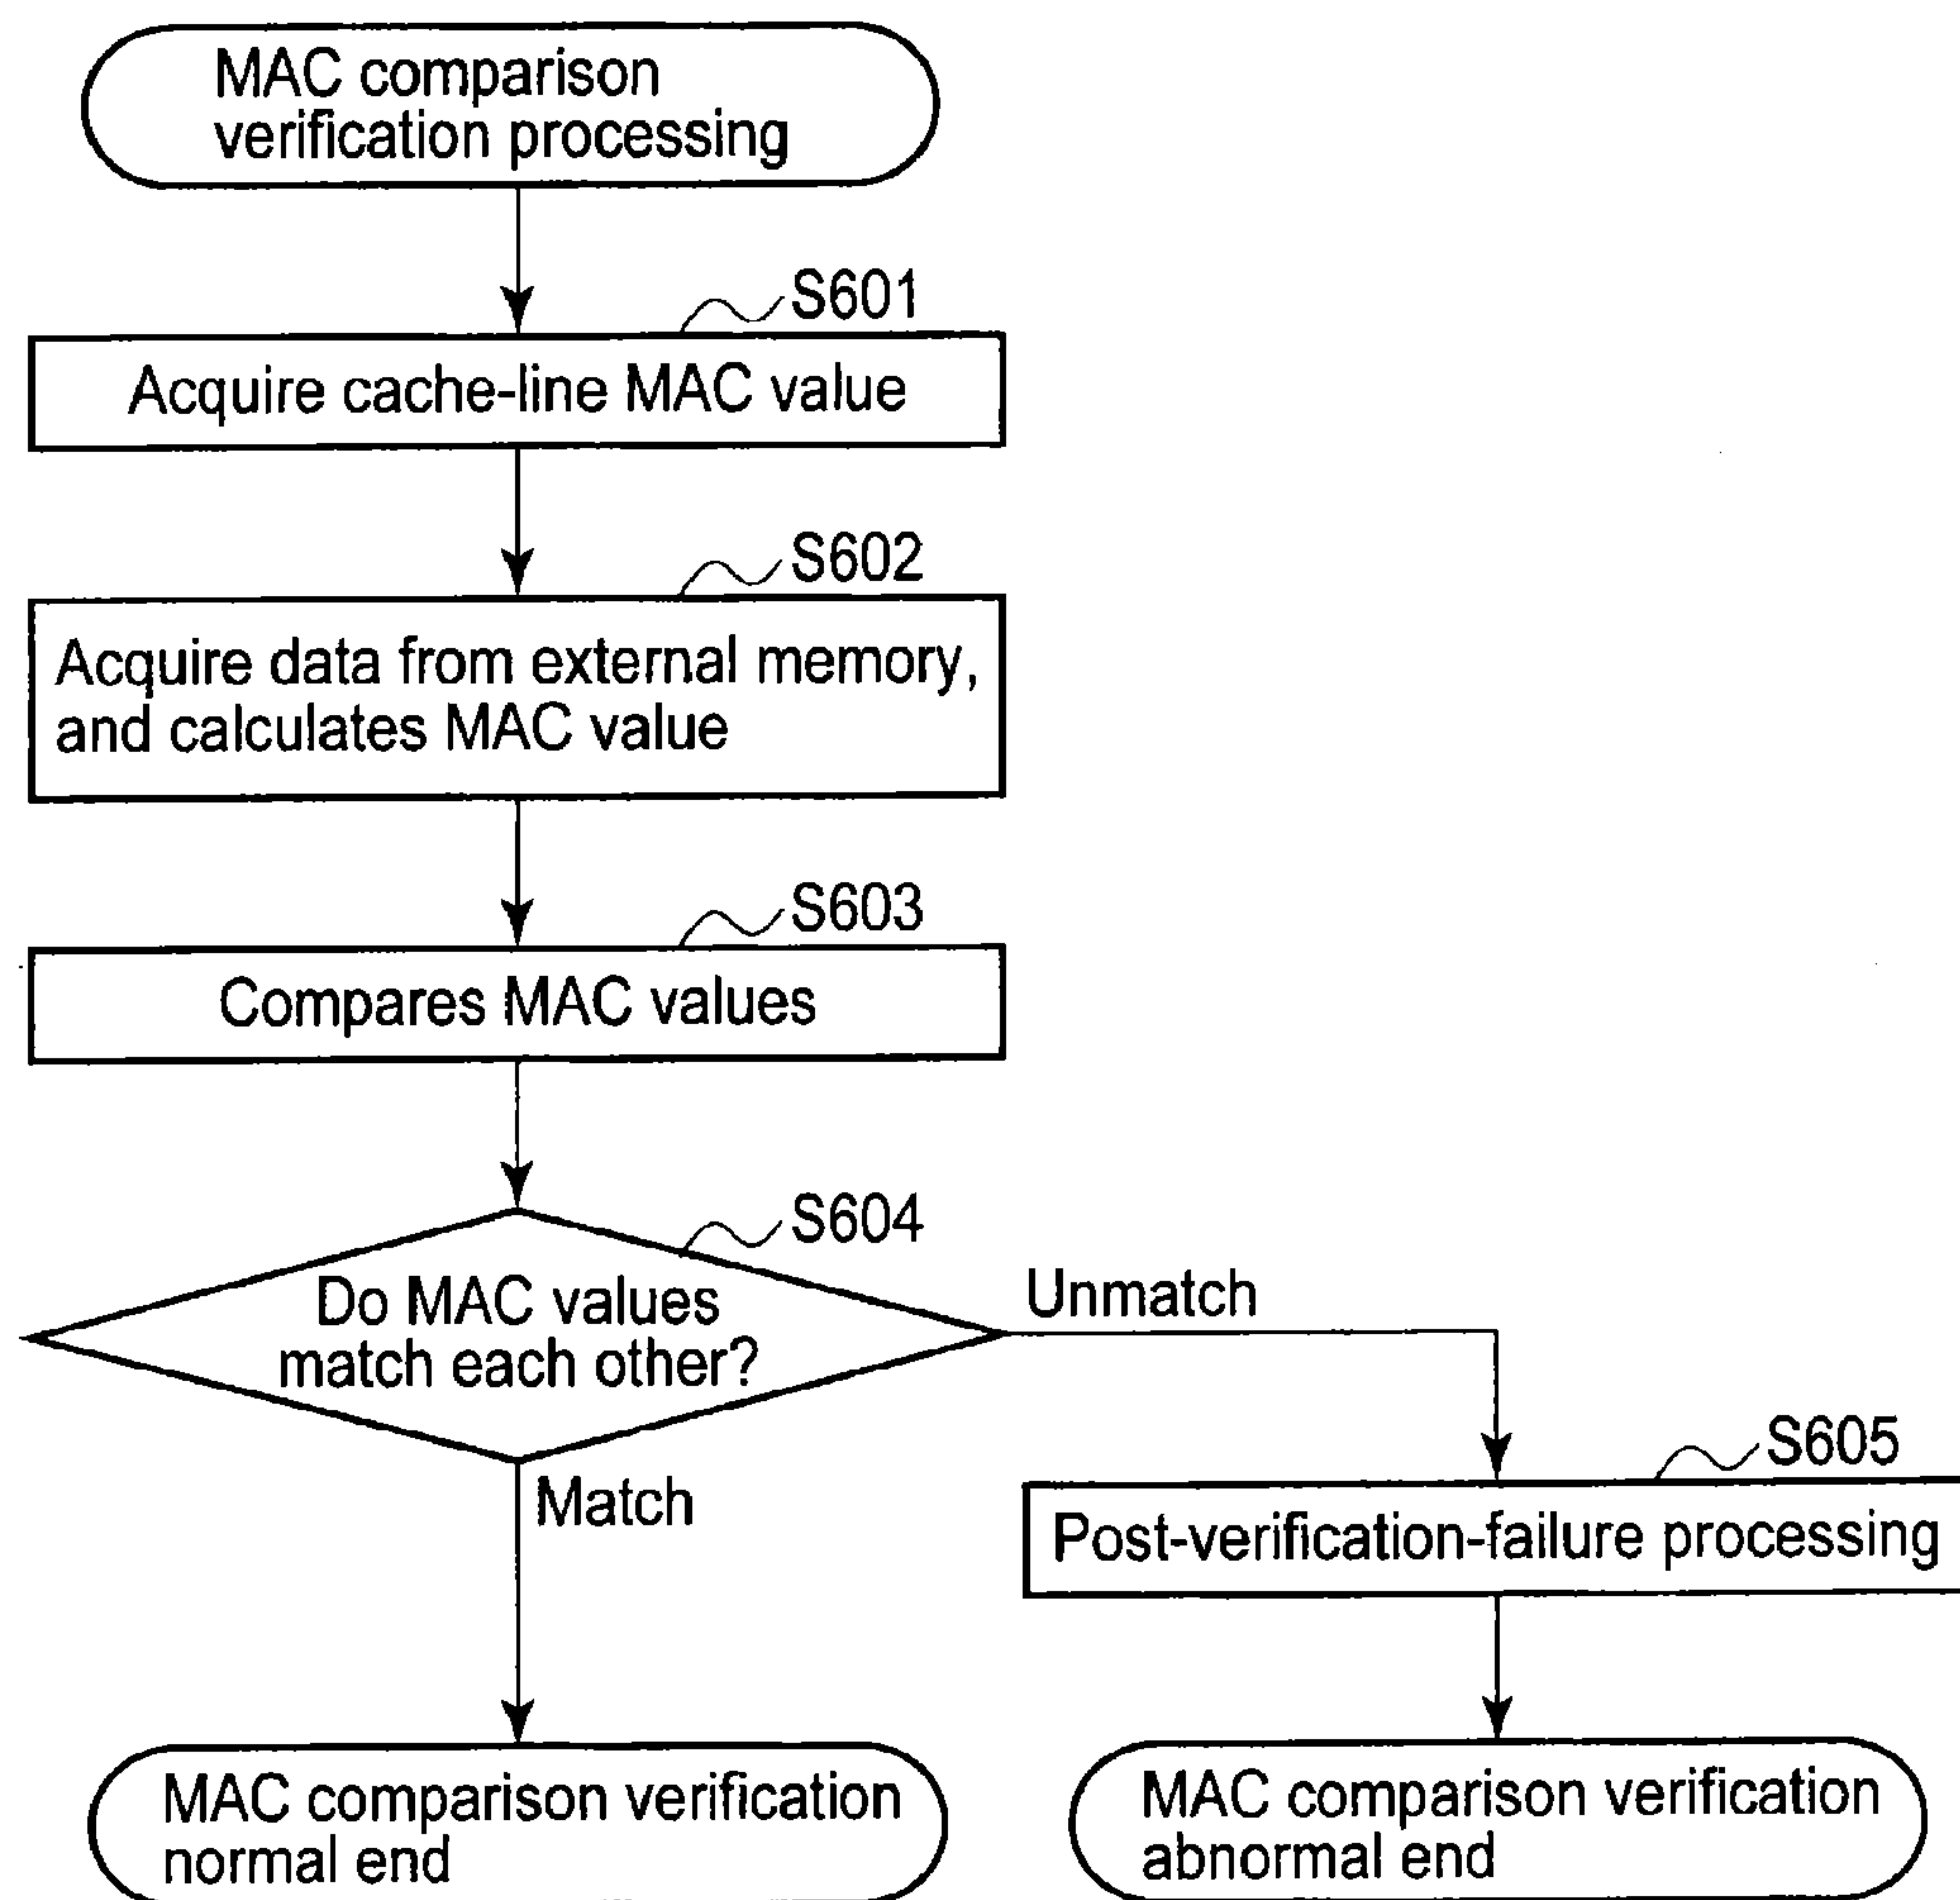 MAC comparison
verification processing
S601
Acquire cache-line MAC value
S602
Acquire data from external memory,
and calculates MAC value
S603
Compares MAC values
S604
Do MAC values
match each other?
Unmatch
Match
S605
Post-verification-failure processing
MAC comparison verification
normal end
MAC comparison verification
abnormal end